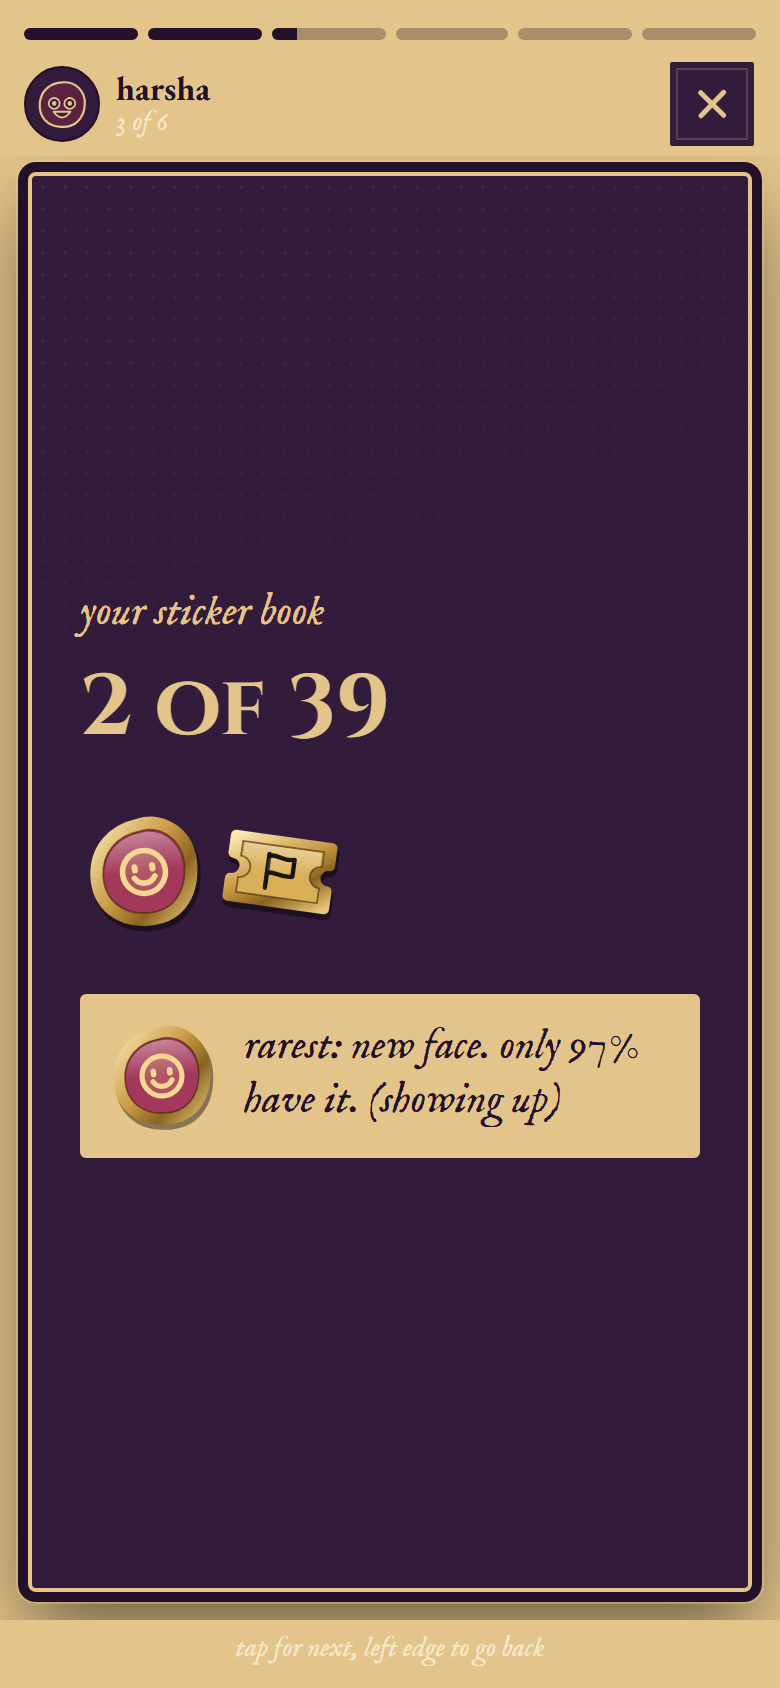 harsha
3 of 6
your sticker book
2 OF 39
rarest: new face. only 97%
have it. (showing up)
tap for next, left edge to go back